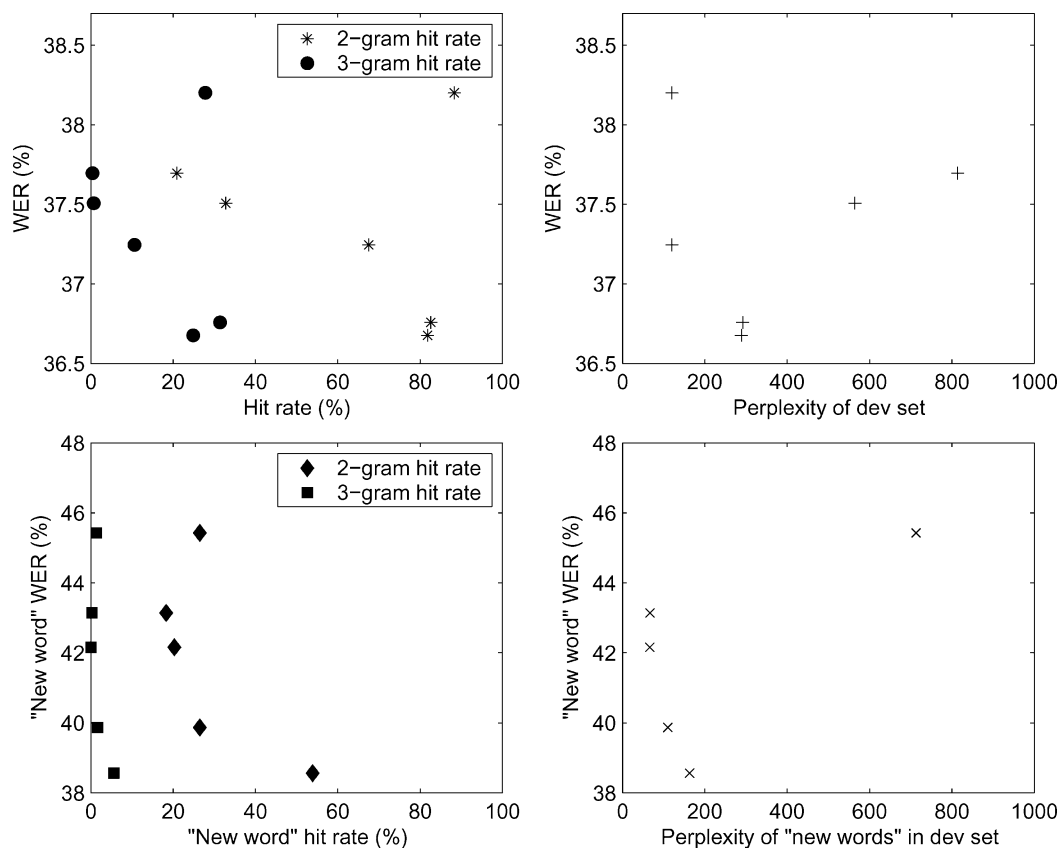 38.5
38
37.5
37
36.5
WER (%)
2−gram hit rate
3−gram hit rate
0 20 40 60 80 100
Hit rate (%)
38.5
38
37.5
37
36.5
WER (%)
0 200 400 600 800 1000
Perplexity of dev set
48
46
44
42
40
38
"New word" WER (%)
2−gram hit rate
3−gram hit rate
0 20 40 60 80 100
"New word" hit rate (%)
48
46
44
42
40
38
"New word" WER (%)
0 200 400 600 800 1000
Perplexity of "new words" in dev set